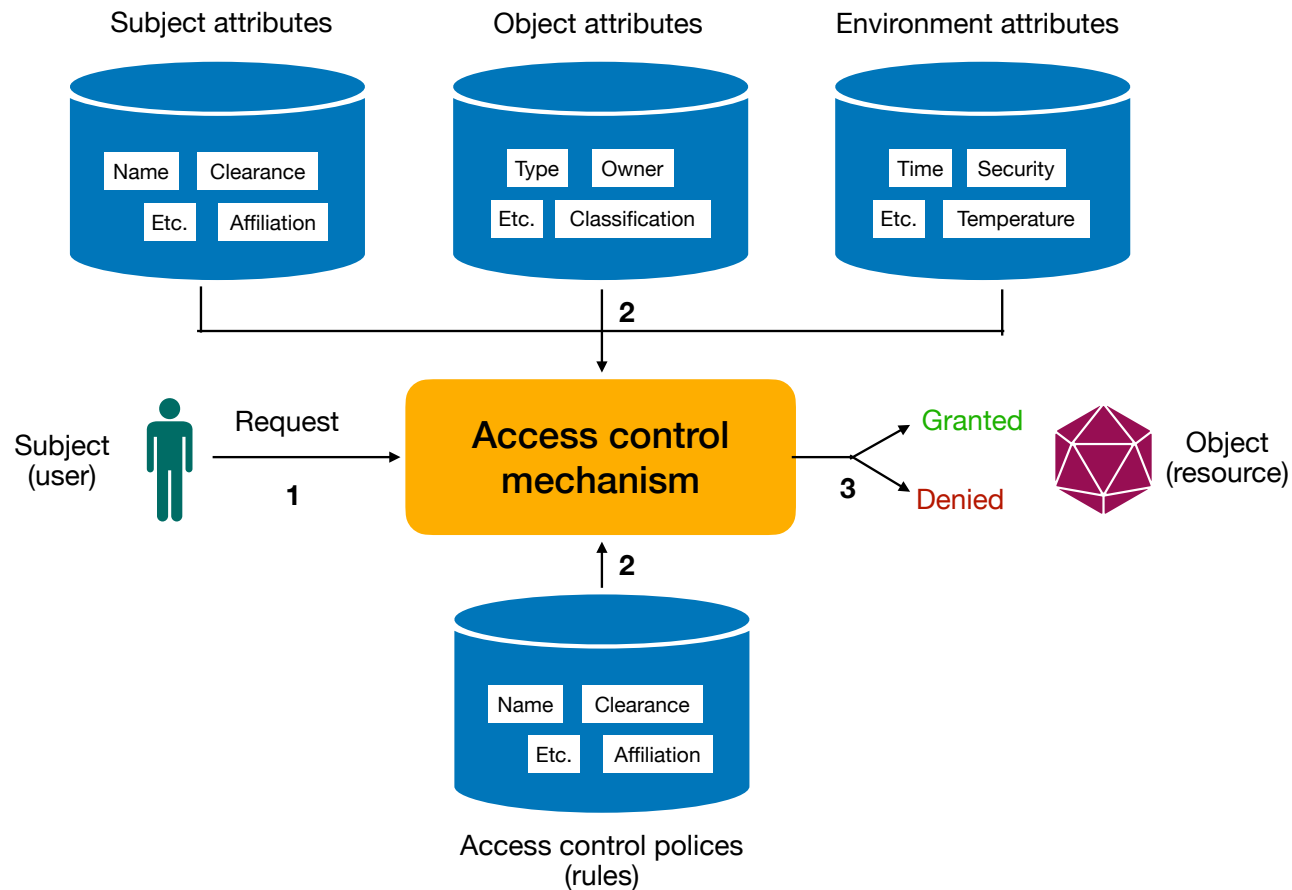 Subject attributes
Object attributes
Environment attributes
Name
Clearance
Etc.
Affiliation
Type
Owner
Etc.
Classification
Time
Security
Etc.
Temperature
2
Subject
(user)
Request
1
Access control
mechanism
3
Granted
Denied
Object
(resource)
2
Name
Clearance
Etc.
Affiliation
Access control polices
(rules)